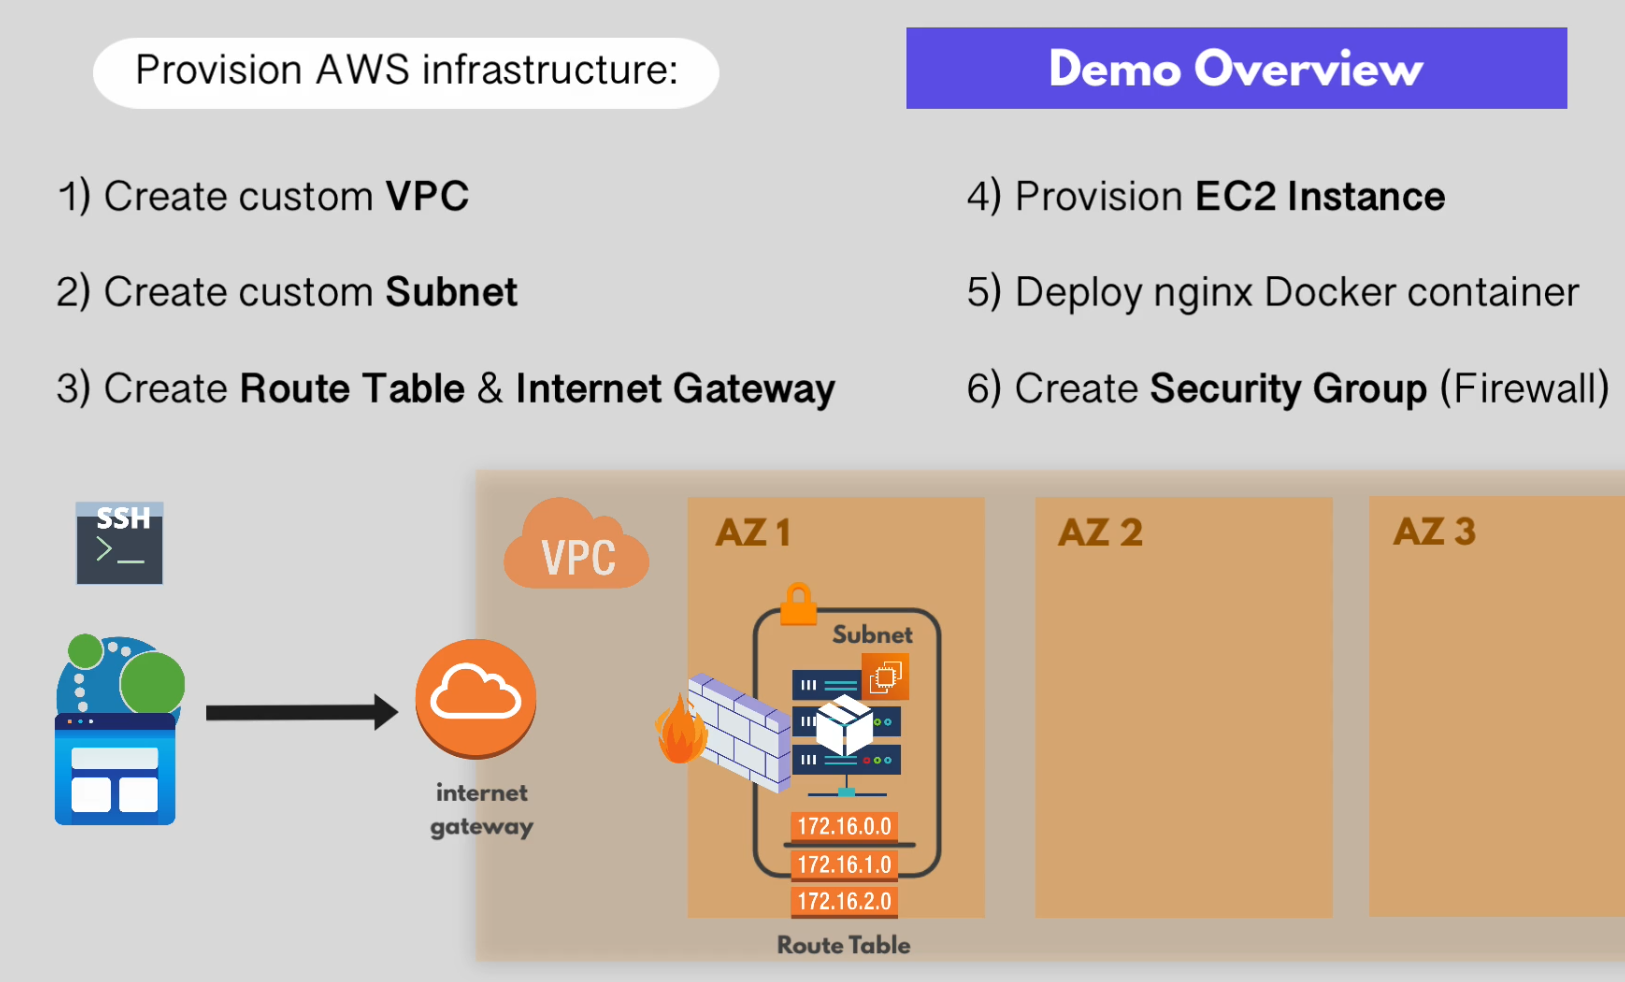 Provision AWS infrastructure:
Demo Overview
1) Create custom VPC
2) Create custom Subnet
3) Create Route Table & Internet Gateway
4) Provision EC2 Instance
5) Deploy nginx Docker container
6) Create Security Group (Firewall)
SSH
>_
VPC
internet
gateway
AZ 1
Subnet
172.16.0.0
172.16.1.0
172.16.2.0
Route Table
AZ 2
AZ 3